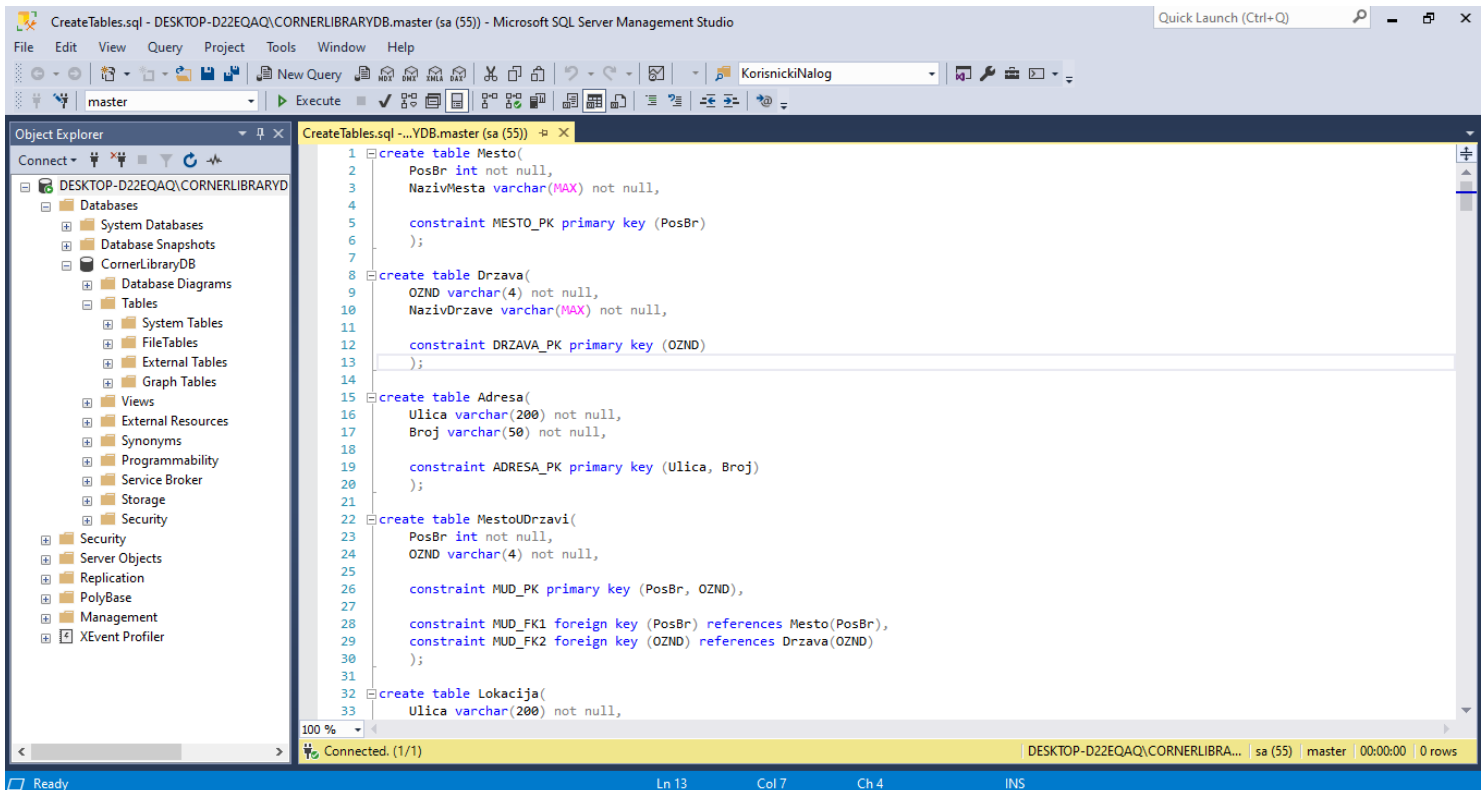 CreateTables.sql - DESKTOP-D22EQAQ\CORNERLIBRARYDB.master (sa (55)) - Microsoft SQL Server Management Studio
Quick Launch (Ctrl+Q)
File Edit View Query Project Tools Window Help
New Query MDX DMX XMLA DAX KorisnickiNalog
master Execute
Object Explorer
CreateTables.sql -...YDB.master (sa (55))
Connect
DESKTOP-D22EQAQ\CORNERLIBRARYD
Databases
System Databases
Database Snapshots
CornerLibraryDB
Database Diagrams
Tables
System Tables
FileTables
External Tables
Graph Tables
Views
External Resources
Synonyms
Programmability
Service Broker
Storage
Security
Security
Server Objects
Replication
PolyBase
Management
XEvent Profiler
1 create table Mesto(
2 PosBr int not null,
3 NazivMesta varchar(MAX) not null,
4
5 constraint MESTO_PK primary key (PosBr)
6 );
7
8 create table Drzava(
9 OZND varchar(4) not null,
10 NazivDrzave varchar(MAX) not null,
11
12 constraint DRZAVA_PK primary key (OZND)
13 );
14
15 create table Adresa(
16 Ulica varchar(200) not null,
17 Broj varchar(50) not null,
18
19 constraint ADRESA_PK primary key (Ulica, Broj)
20 );
21
22 create table MestoUDrzavi(
23 PosBr int not null,
24 OZND varchar(4) not null,
25
26 constraint MUD_PK primary key (PosBr, OZND),
27
28 constraint MUD_FK1 foreign key (PosBr) references Mesto(PosBr),
29 constraint MUD_FK2 foreign key (OZND) references Drzava(OZND)
30 );
31
32 create table Lokacija(
33 Ulica varchar(200) not null,
100 %
Connected. (1/1)
DESKTOP-D22EQAQ\CORNERLIBRA... sa (55) master 00:00:00 0 rows
Ready Ln 13 Col 7 Ch 4 INS